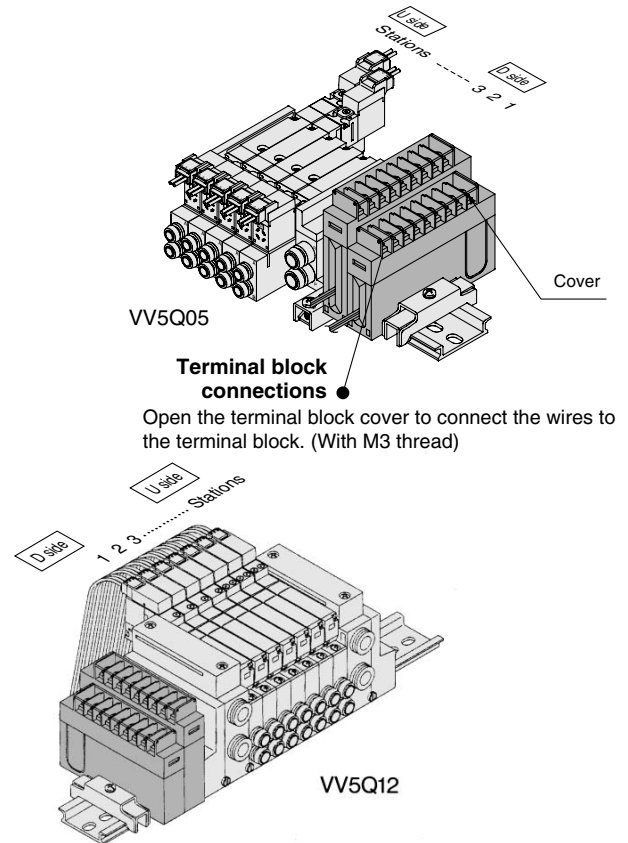 U side
Stations ------ 3 2 1
D side
Cover
VV5Q05
Terminal block
connections
Open the terminal block cover to connect the wires to
the terminal block. (With M3 thread)
U side
D side
1 2 3 ·········· Stations
VV5Q12